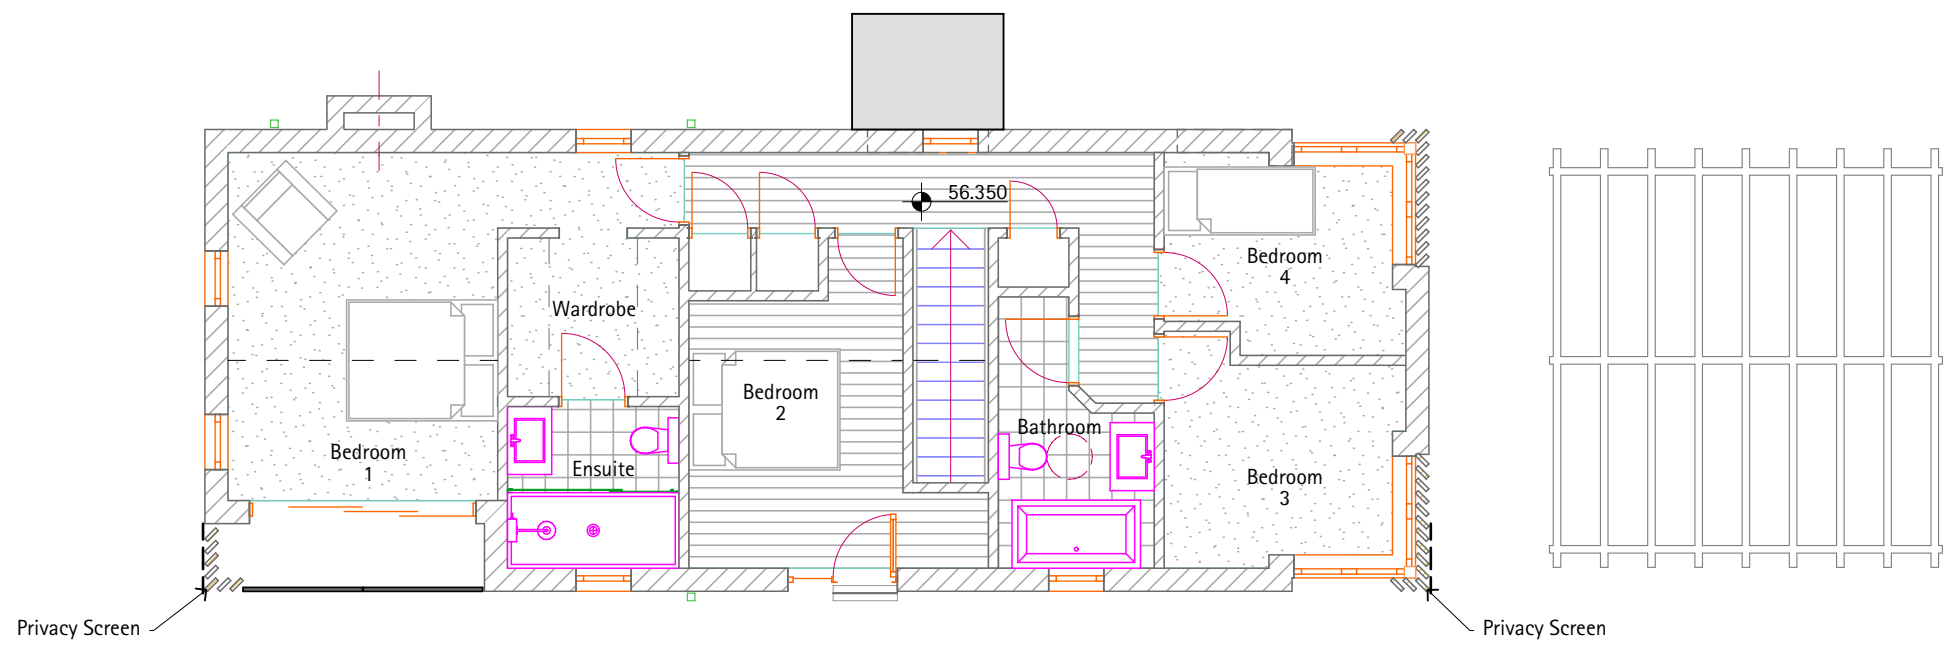 56.350
Bedroom
4
Wardrobe
Bedroom
2
Bathroom
Bedroom
1
Ensuite
Bedroom
3
Privacy Screen
Privacy Screen